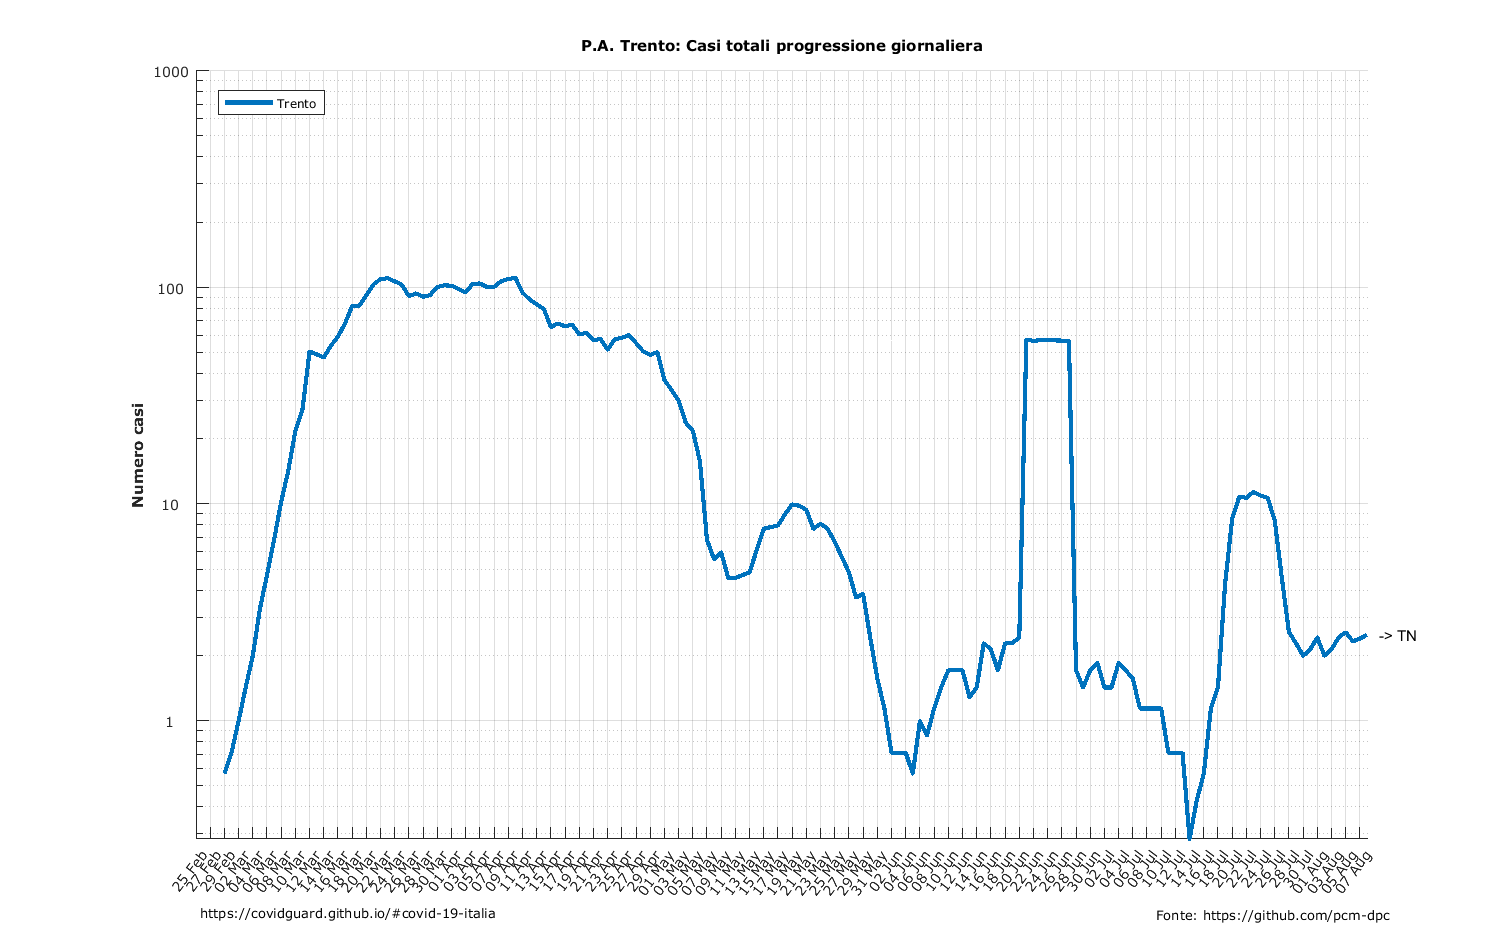 P.A. Trento: Casi totali progressione giornaliera
1000
Trento
100
Numero casi
10
-> TN
1
25 Feb
27 Feb
29 Feb
02 Mar
04 Mar
06 Mar
08 Mar
10 Mar
12 Mar
14 Mar
16 Mar
18 Mar
20 Mar
22 Mar
24 Mar
26 Mar
28 Mar
30 Mar
01 Apr
03 Apr
05 Apr
07 Apr
09 Apr
11 Apr
13 Apr
15 Apr
17 Apr
19 Apr
21 Apr
23 Apr
25 Apr
27 Apr
29 Apr
01 May
03 May
05 May
07 May
09 May
11 May
13 May
15 May
17 May
19 May
21 May
23 May
25 May
27 May
29 May
31 May
02 Jun
04 Jun
06 Jun
08 Jun
10 Jun
12 Jun
14 Jun
16 Jun
18 Jun
20 Jun
22 Jun
24 Jun
26 Jun
28 Jun
30 Jun
02 Jul
04 Jul
06 Jul
08 Jul
10 Jul
12 Jul
14 Jul
16 Jul
18 Jul
20 Jul
22 Jul
24 Jul
26 Jul
28 Jul
30 Jul
01 Aug
03 Aug
05 Aug
07 Aug
https://covidguard.github.io/#covid-19-italia
Fonte: https://github.com/pcm-dpc